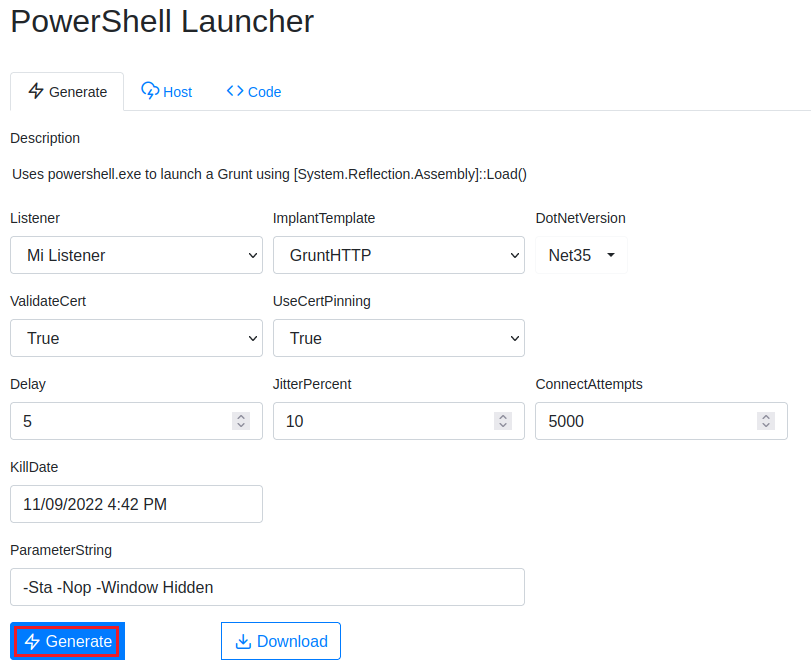 PowerShell Launcher
Generate Host Code
Description
Uses powershell.exe to launch a Grunt using [System.Reflection.Assembly]::Load()
Listener ImplantTemplate DotNetVersion
Mi Listener GruntHTTP Net35
ValidateCert UseCertPinning
True True
Delay JitterPercent ConnectAttempts
5 10 5000
KillDate
11/09/2022 4:42 PM
ParameterString
-Sta -Nop -Window Hidden
Generate Download